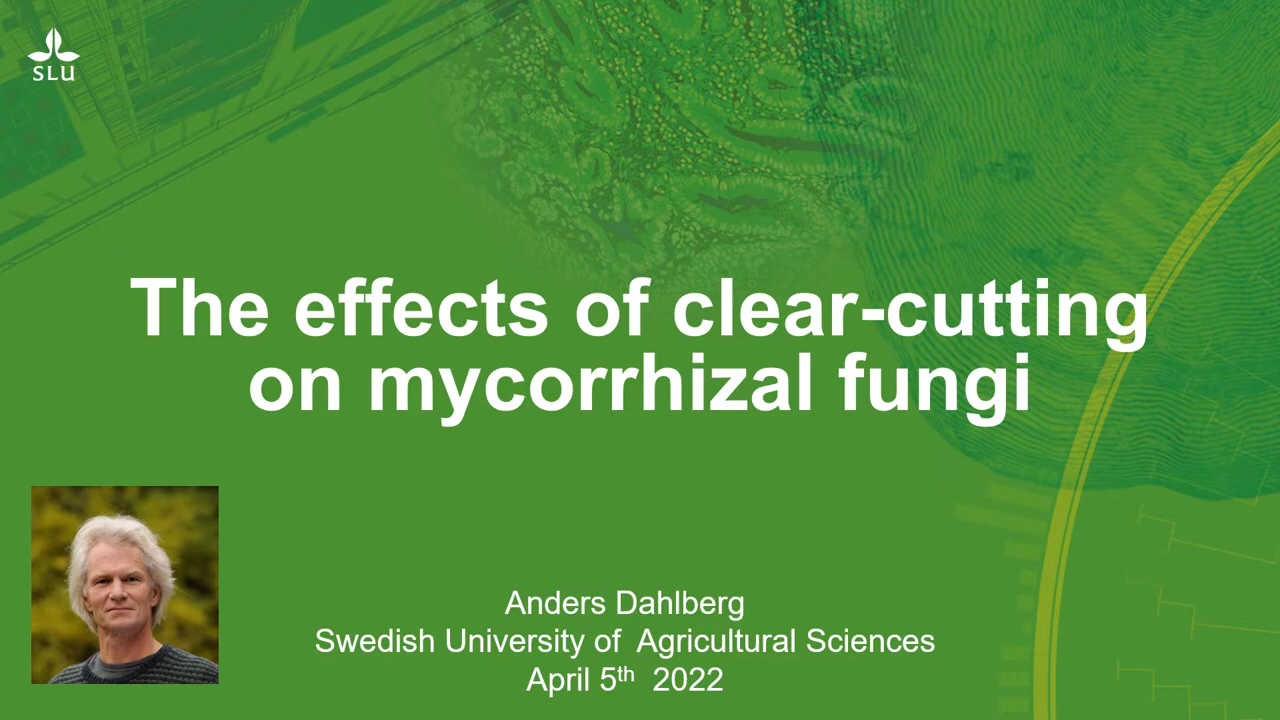 SLU
The effects of clear-cutting
on mycorrhizal fungi
Anders Dahlberg
Swedish University of  Agricultural Sciences
April 5th  2022